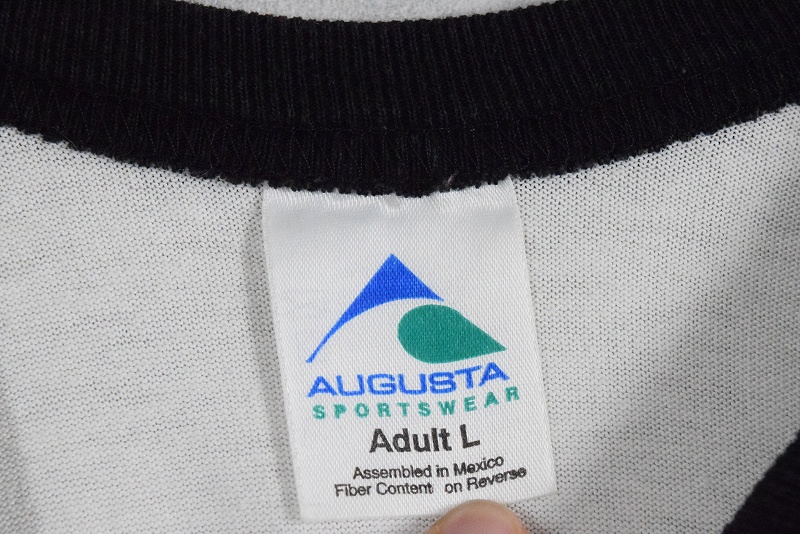 AUGUSTA
SPORTSWEAR
Adult L
Assembled in Mexico
Fiber Content on Reverse